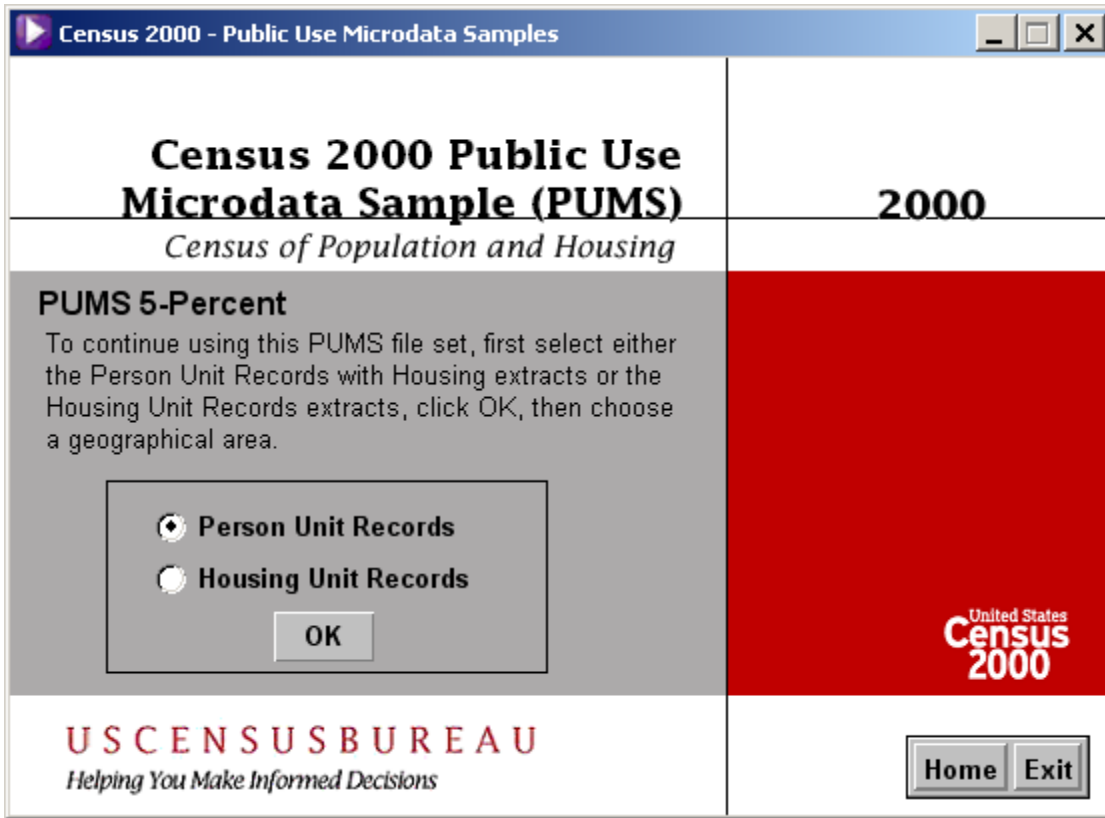 Census 2000 - Public Use Microdata Samples
Census 2000 Public Use
Microdata Sample (PUMS)
2000
Census of Population and Housing
PUMS 5-Percent
To continue using this PUMS file set, first select either
the Person Unit Records with Housing extracts or the
Housing Unit Records extracts, click OK, then choose
a geographical area.
Person Unit Records
Housing Unit Records
OK
United States
Census
2000
USCENSUSBUREAU
Helping You Make Informed Decisions
Home Exit